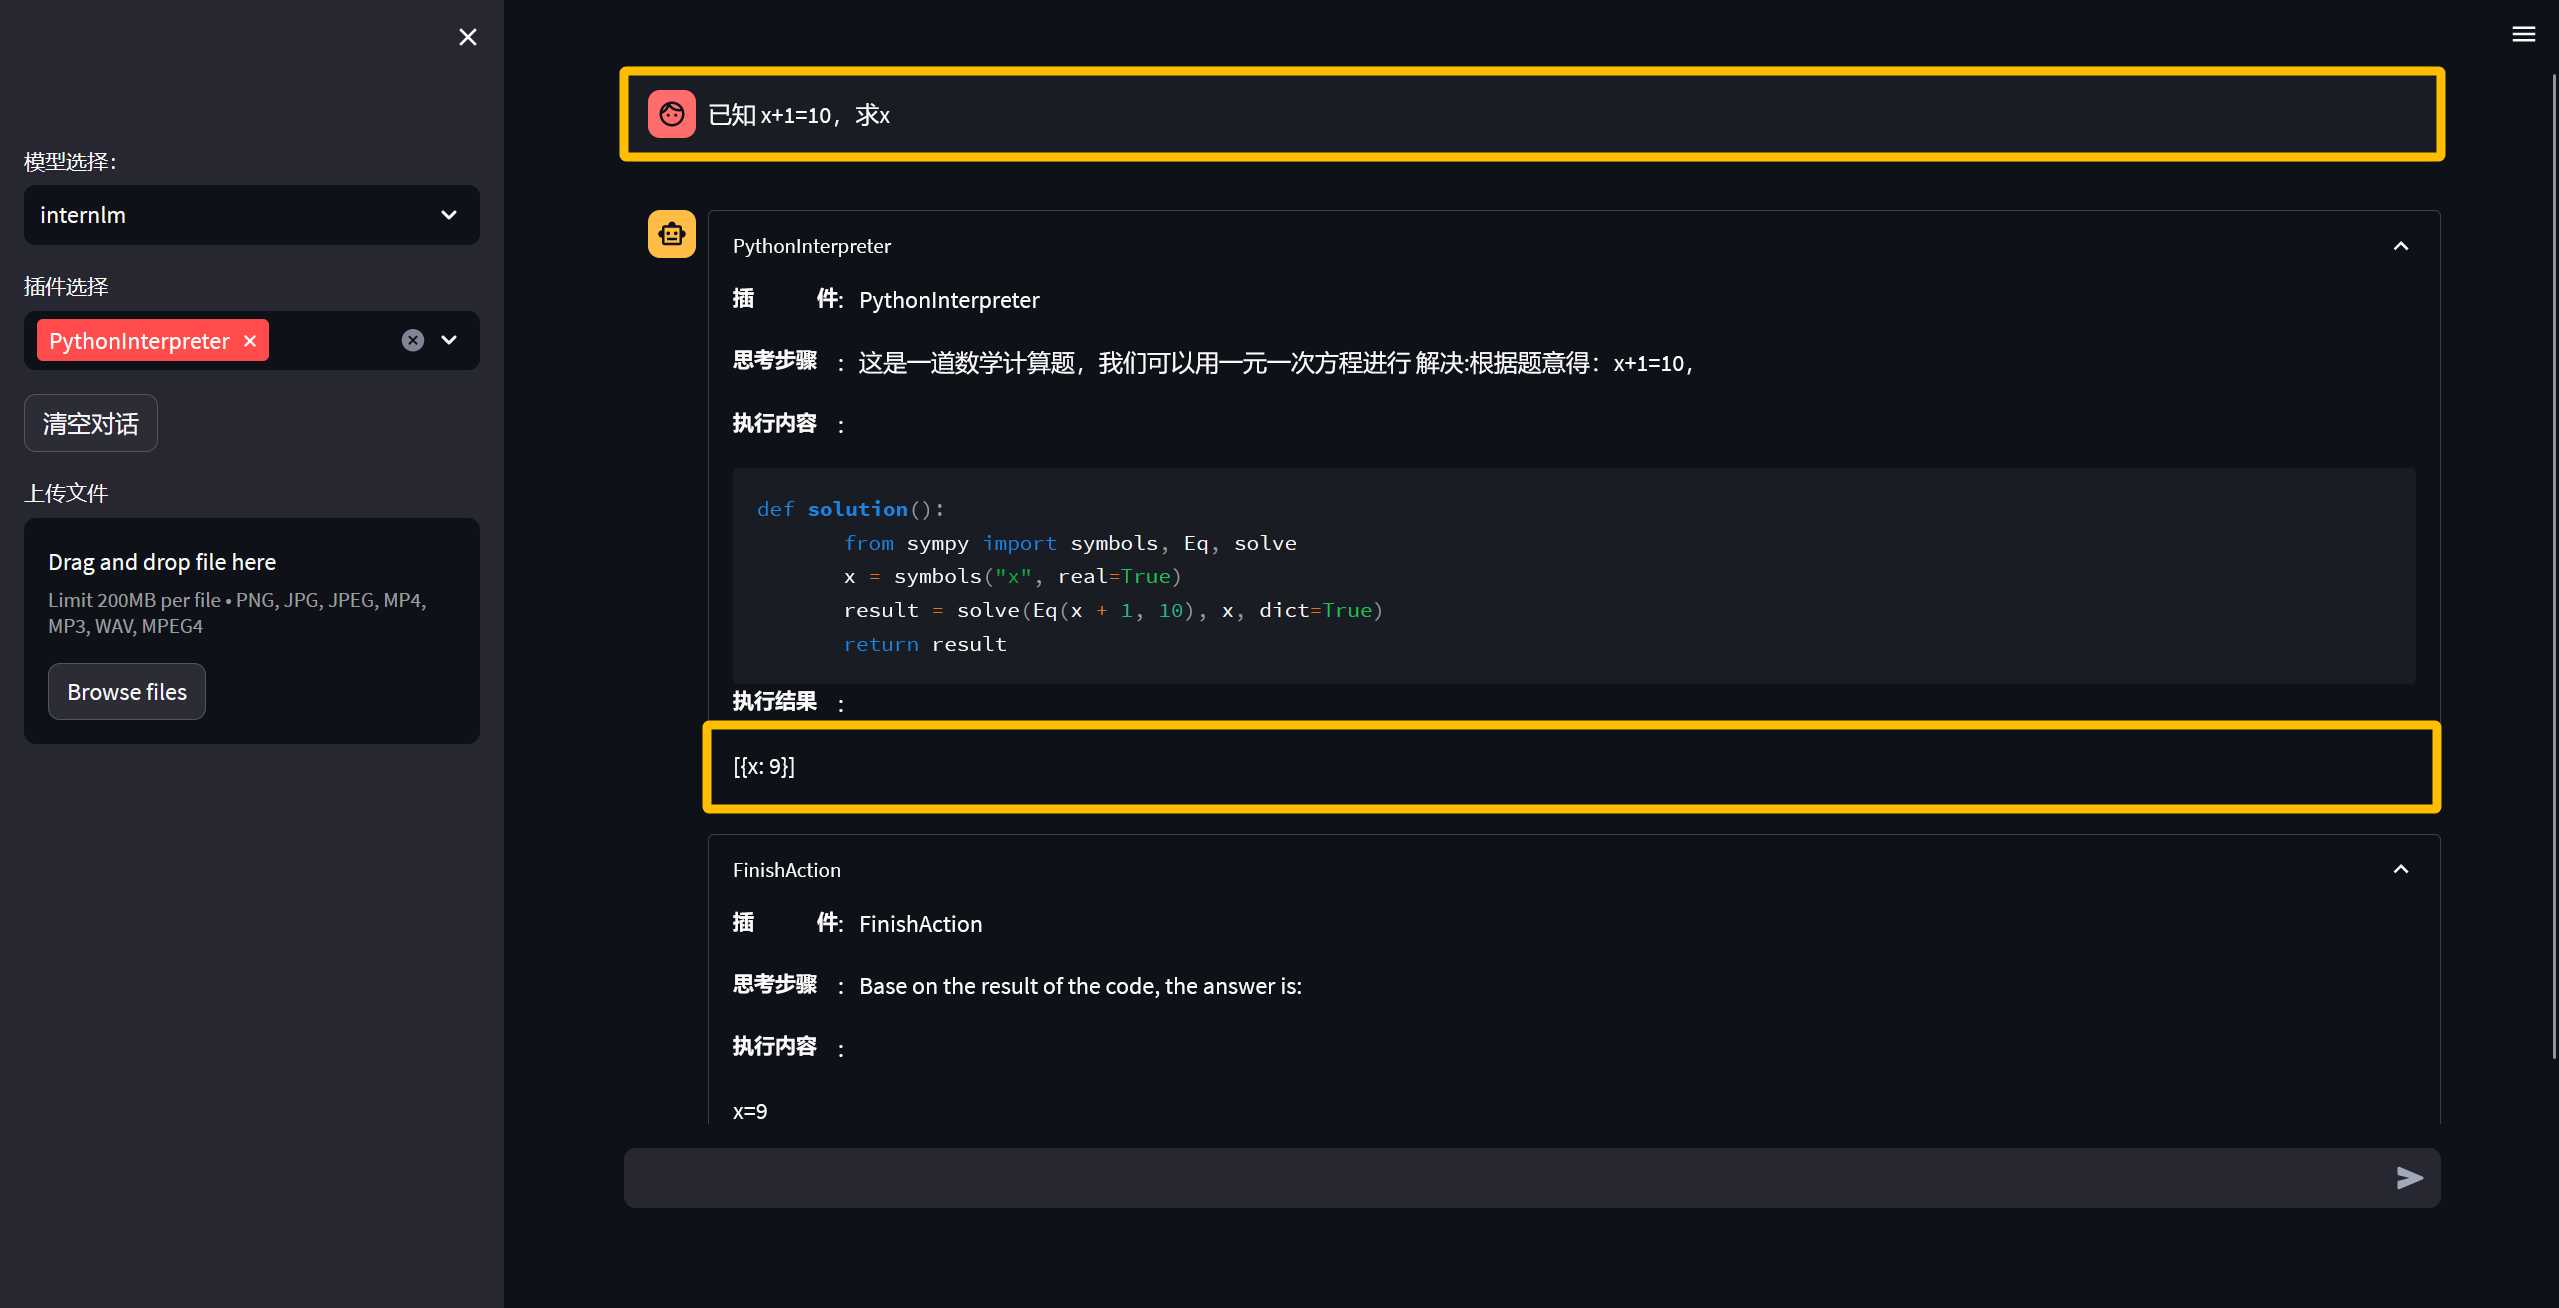 模型选择：
internlm
插件选择
PythonInterpreter
清空对话
上传文件
Drag and drop file here
Limit 200MB per file • PNG, JPG, JPEG, MP4,
MP3, WAV, MPEG4
Browse files
已知 x+1=10，求x
PythonInterpreter
插 件: PythonInterpreter
思考步骤 : 这是一道数学计算题，我们可以用一元一次方程进行 解决:根据题意得：x+1=10，
执行内容 :
def solution():
from sympy import symbols, Eq, solve
x = symbols("x", real=True)
result = solve(Eq(x + 1, 10), x, dict=True)
return result
执行结果 :
[{x: 9}]
FinishAction
插 件: FinishAction
思考步骤 : Base on the result of the code, the answer is:
执行内容 :
x=9